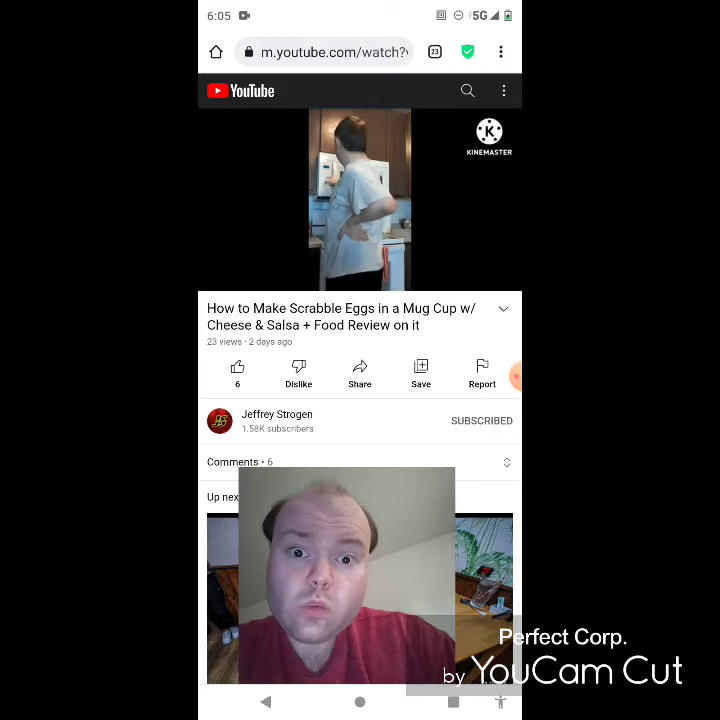 6:05
5G
m.youtube.com/watch?v
23
YouTube
KINEMASTER
How to Make Scrabble Eggs in a Mug Cup w/
Cheese & Salsa + Food Review on it
23 views · 2 days ago
6
Dislike
Share
Save
Report
JS
Jeffrey Strogen
1.58K subscribers
SUBSCRIBED
Comments • 6
Up nex
Perfect Corp.
by YouCam Cut